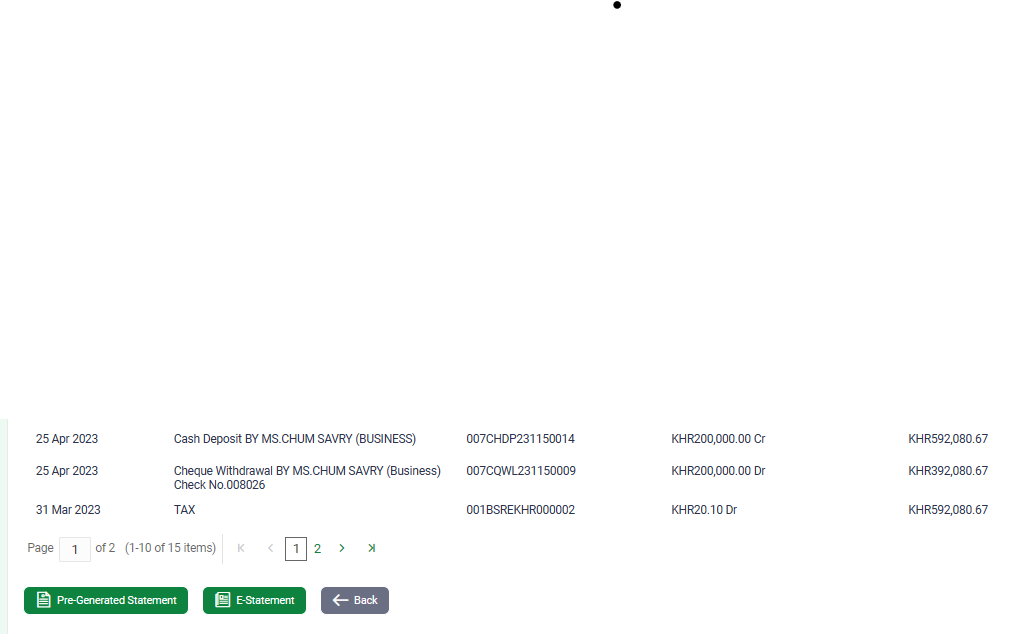 25 Apr 2023 Cash Deposit BY MS.CHUM SAVRY (BUSINESS) 007CHDP231150014 KHR200,000.00 Cr KHR592,080.67
25 Apr 2023 Cheque Withdrawal BY MS.CHUM SAVRY (Business) 007CQWL231150009 KHR200,000.00 Dr KHR392,080.67
Check No.008026
31 Mar 2023 TAX 001BSREKHR000002 KHR20.10 Dr KHR592,080.67
Page 1 of 2 (1-10 of 15 items) 1 2
Pre-Generated Statement E-Statement Back